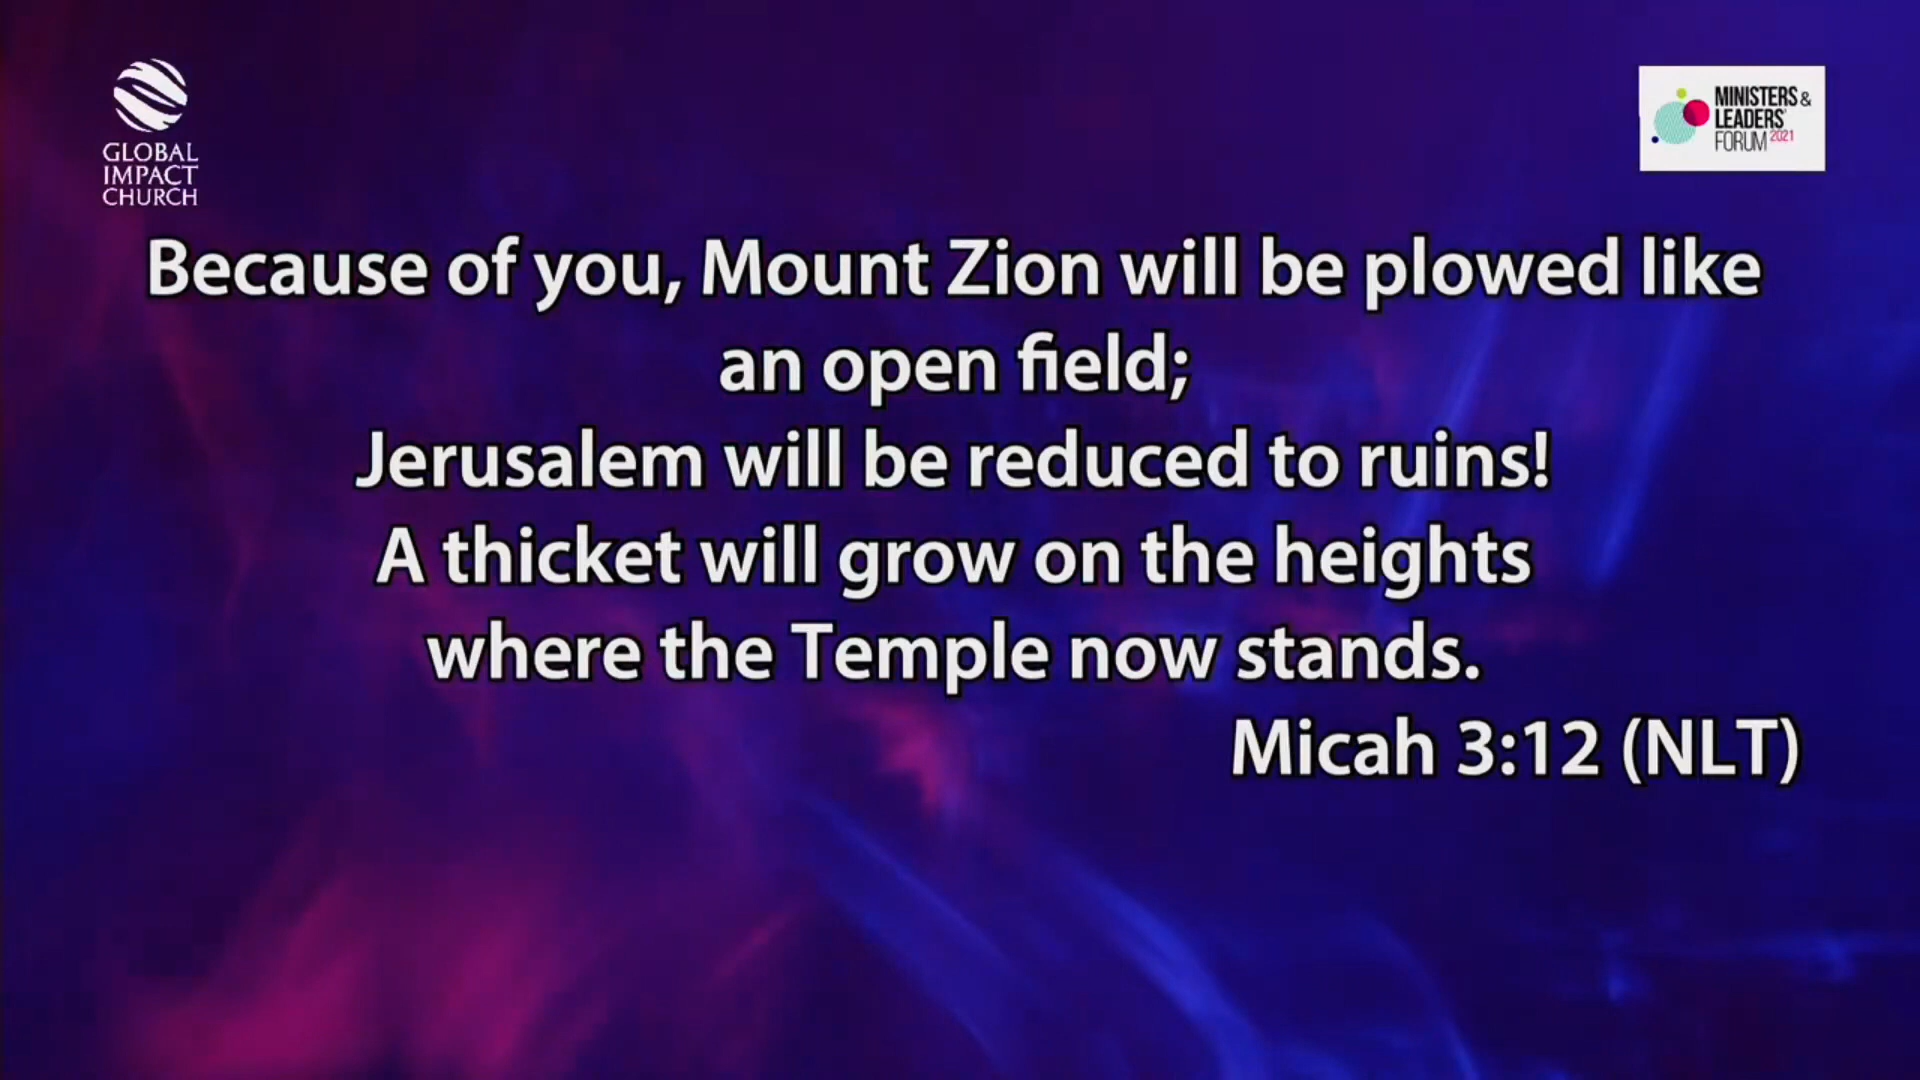 GLOBAL
IMPACT
CHURCH
MINISTERS &
LEADERS'
FORUM 2021
Because of you, Mount Zion will be plowed like
an open field;
Jerusalem will be reduced to ruins!
A thicket will grow on the heights
where the Temple now stands.
Micah 3:12 (NLT)